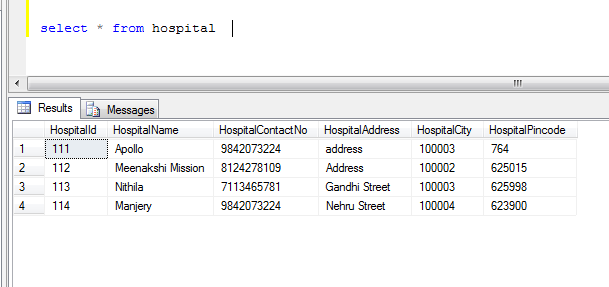 select * from hospital
Results Messages
HospitalId HospitalName HospitalContactNo HospitalAddress HospitalCity HospitalPincode
1 111 Apollo 9842073224 address 100003 764
2 112 Meenakshi Mission 8124278109 Address 100002 625015
3 113 Nithila 7113465781 Gandhi Street 100003 625998
4 114 Manjery 9842073224 Nehru Street 100004 623900